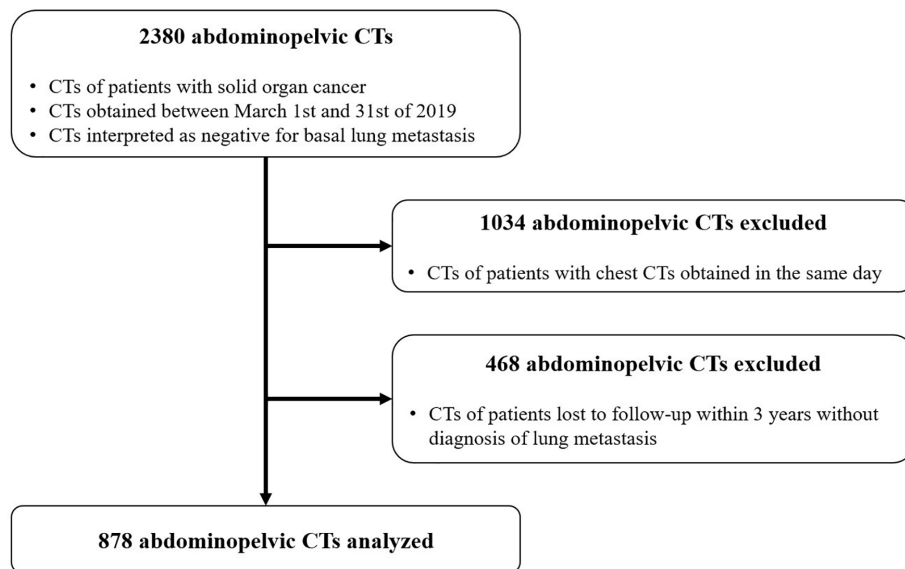 2380 abdominopelvic CTs
• CTs of patients with solid organ cancer
• CTs obtained between March 1st and 31st of 2019
• CTs interpreted as negative for basal lung metastasis
1034 abdominopelvic CTs excluded
• CTs of patients with chest CTs obtained in the same day
468 abdominopelvic CTs excluded
• CTs of patients lost to follow-up within 3 years without
diagnosis of lung metastasis
878 abdominopelvic CTs analyzed